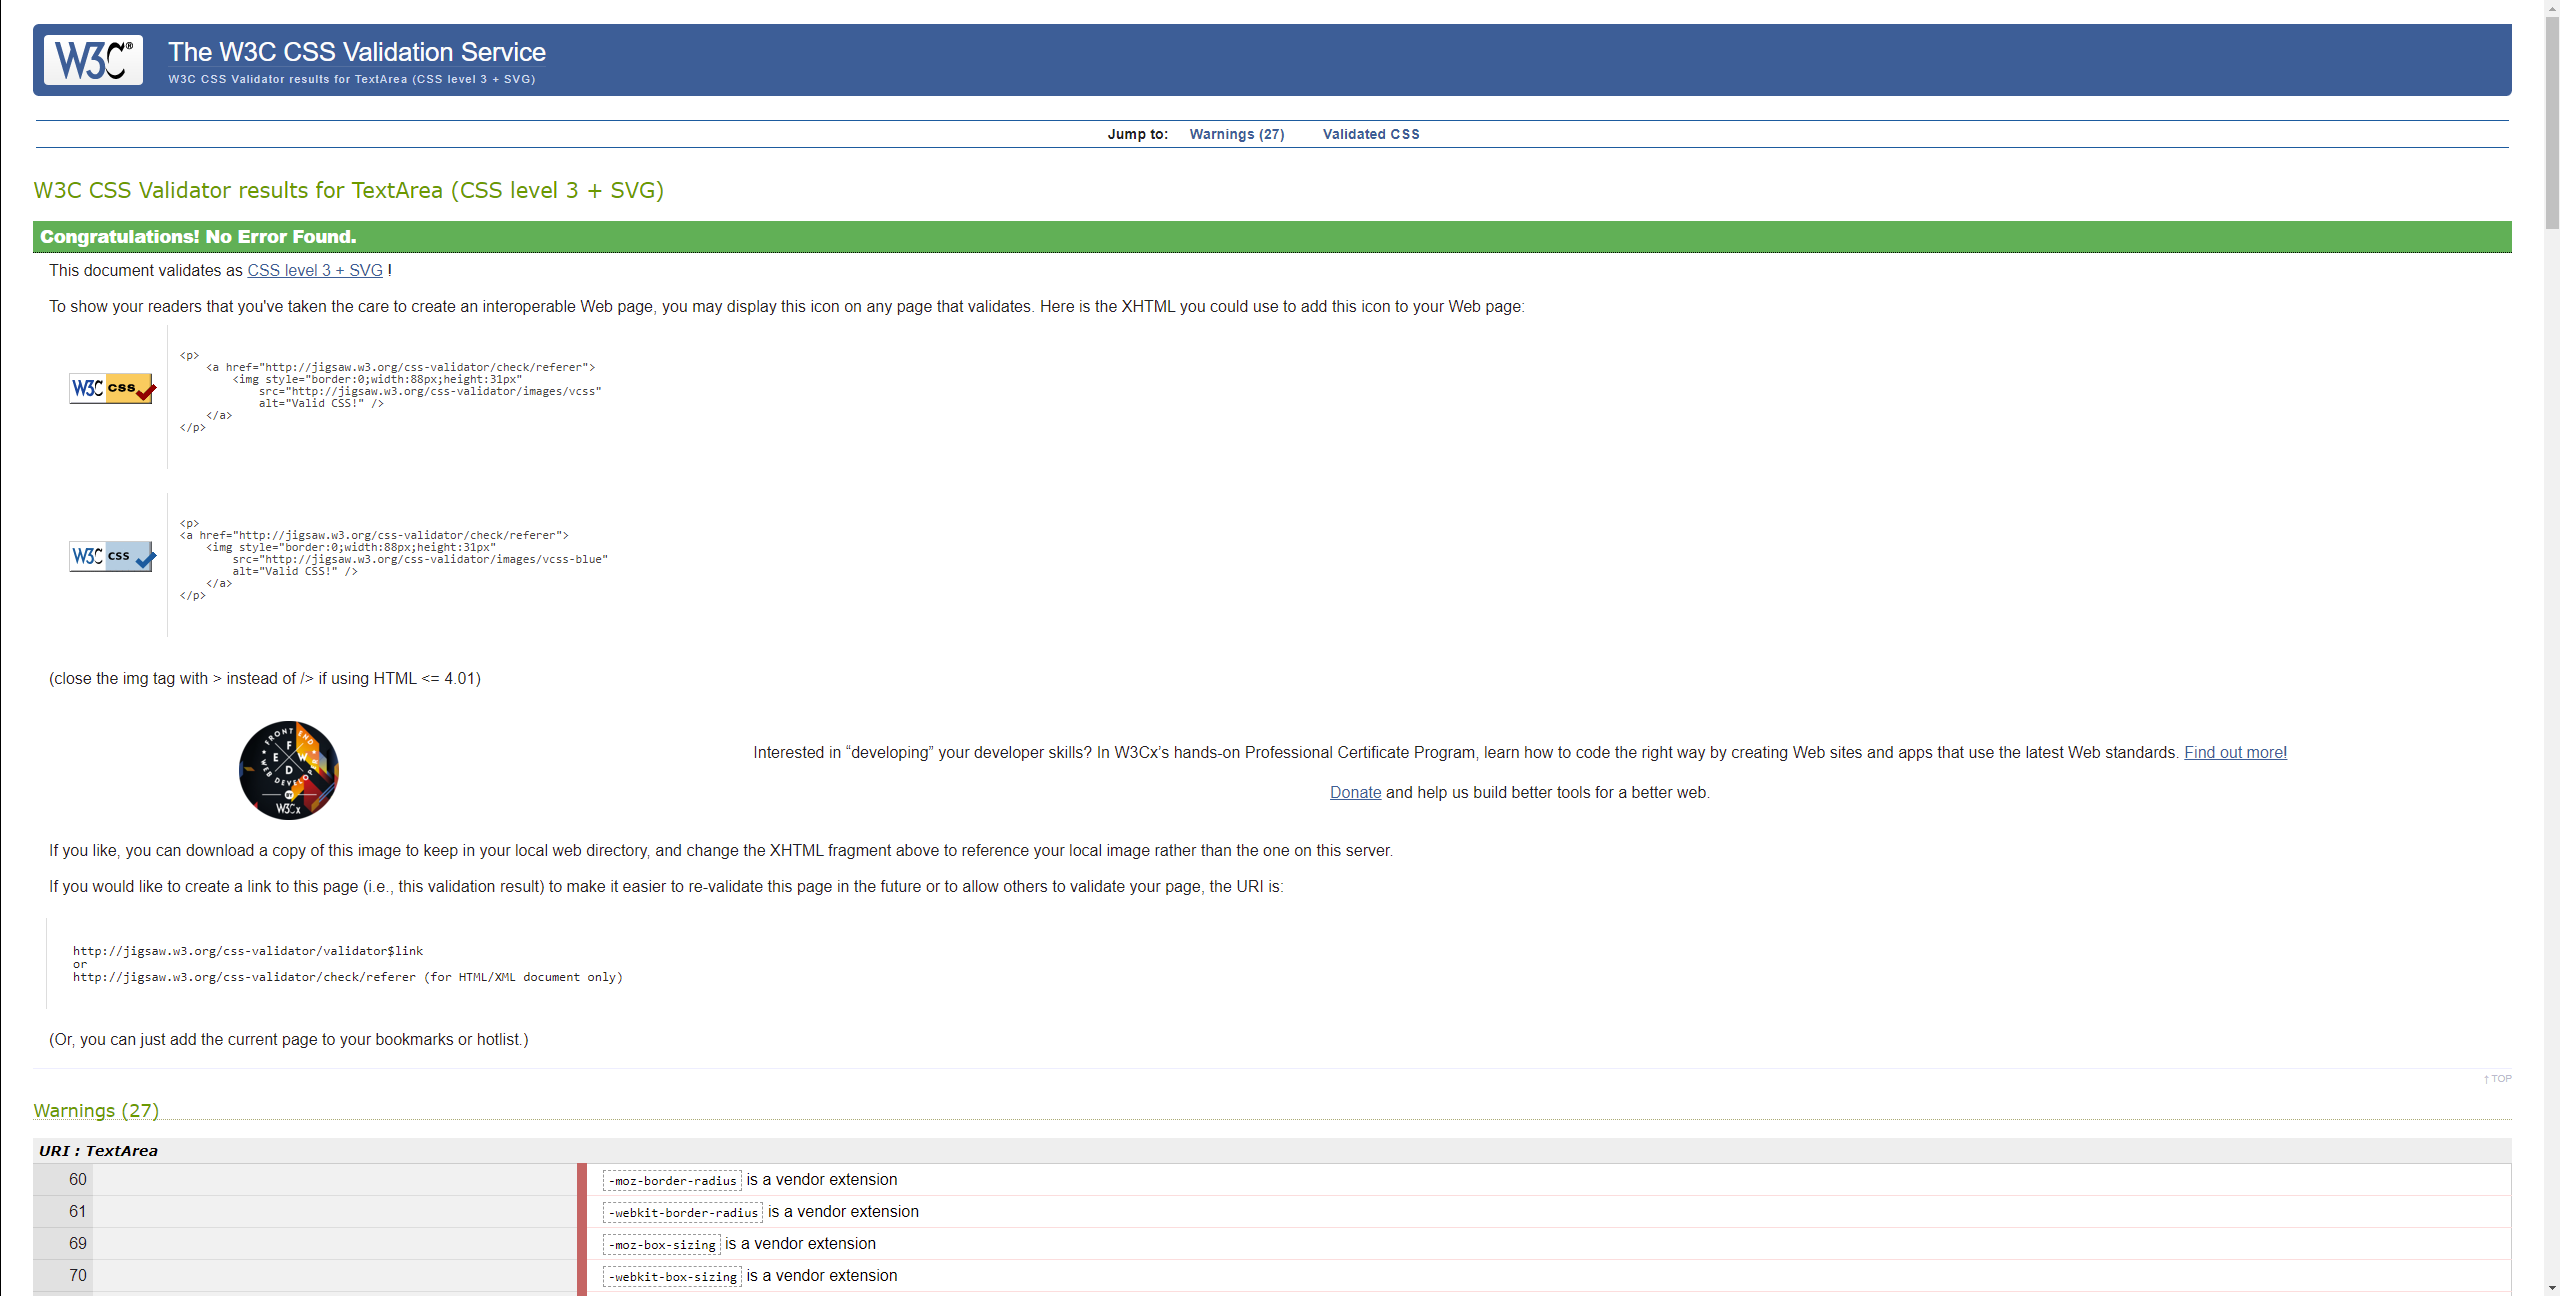 W3C®
The W3C CSS Validation Service
W3C CSS Validator results for TextArea (CSS level 3 + SVG)
Jump to: Warnings (27) Validated CSS
W3C CSS Validator results for TextArea (CSS level 3 + SVG)
Congratulations! No Error Found.
This document validates as CSS level 3 + SVG !
To show your readers that you've taken the care to create an interoperable Web page, you may display this icon on any page that validates. Here is the XHTML you could use to add this icon to your Web page:
W3C css
<p>
    <a href="http://jigsaw.w3.org/css-validator/check/referer">
        <img style="border:0;width:88px;height:31px"
            src="http://jigsaw.w3.org/css-validator/images/vcss"
            alt="Valid CSS!" />
    </a>
</p>
W3C css
<p>
<a href="http://jigsaw.w3.org/css-validator/check/referer">
    <img style="border:0;width:88px;height:31px"
        src="http://jigsaw.w3.org/css-validator/images/vcss-blue"
        alt="Valid CSS!" />
    </a>
</p>
(close the img tag with > instead of /> if using HTML <= 4.01)
FRONT END
F E W D
WEB DEVELOPER
BY
W3Cx
Interested in “developing” your developer skills? In W3Cx’s hands-on Professional Certificate Program, learn how to code the right way by creating Web sites and apps that use the latest Web standards. Find out more!
Donate and help us build better tools for a better web.
If you like, you can download a copy of this image to keep in your local web directory, and change the XHTML fragment above to reference your local image rather than the one on this server.
If you would like to create a link to this page (i.e., this validation result) to make it easier to re-validate this page in the future or to allow others to validate your page, the URI is:
http://jigsaw.w3.org/css-validator/validator$link
or
http://jigsaw.w3.org/css-validator/check/referer (for HTML/XML document only)
(Or, you can just add the current page to your bookmarks or hotlist.)
↑ TOP
Warnings (27)
URI : TextArea
60 -moz-border-radius is a vendor extension
61 -webkit-border-radius is a vendor extension
69 -moz-box-sizing is a vendor extension
70 -webkit-box-sizing is a vendor extension